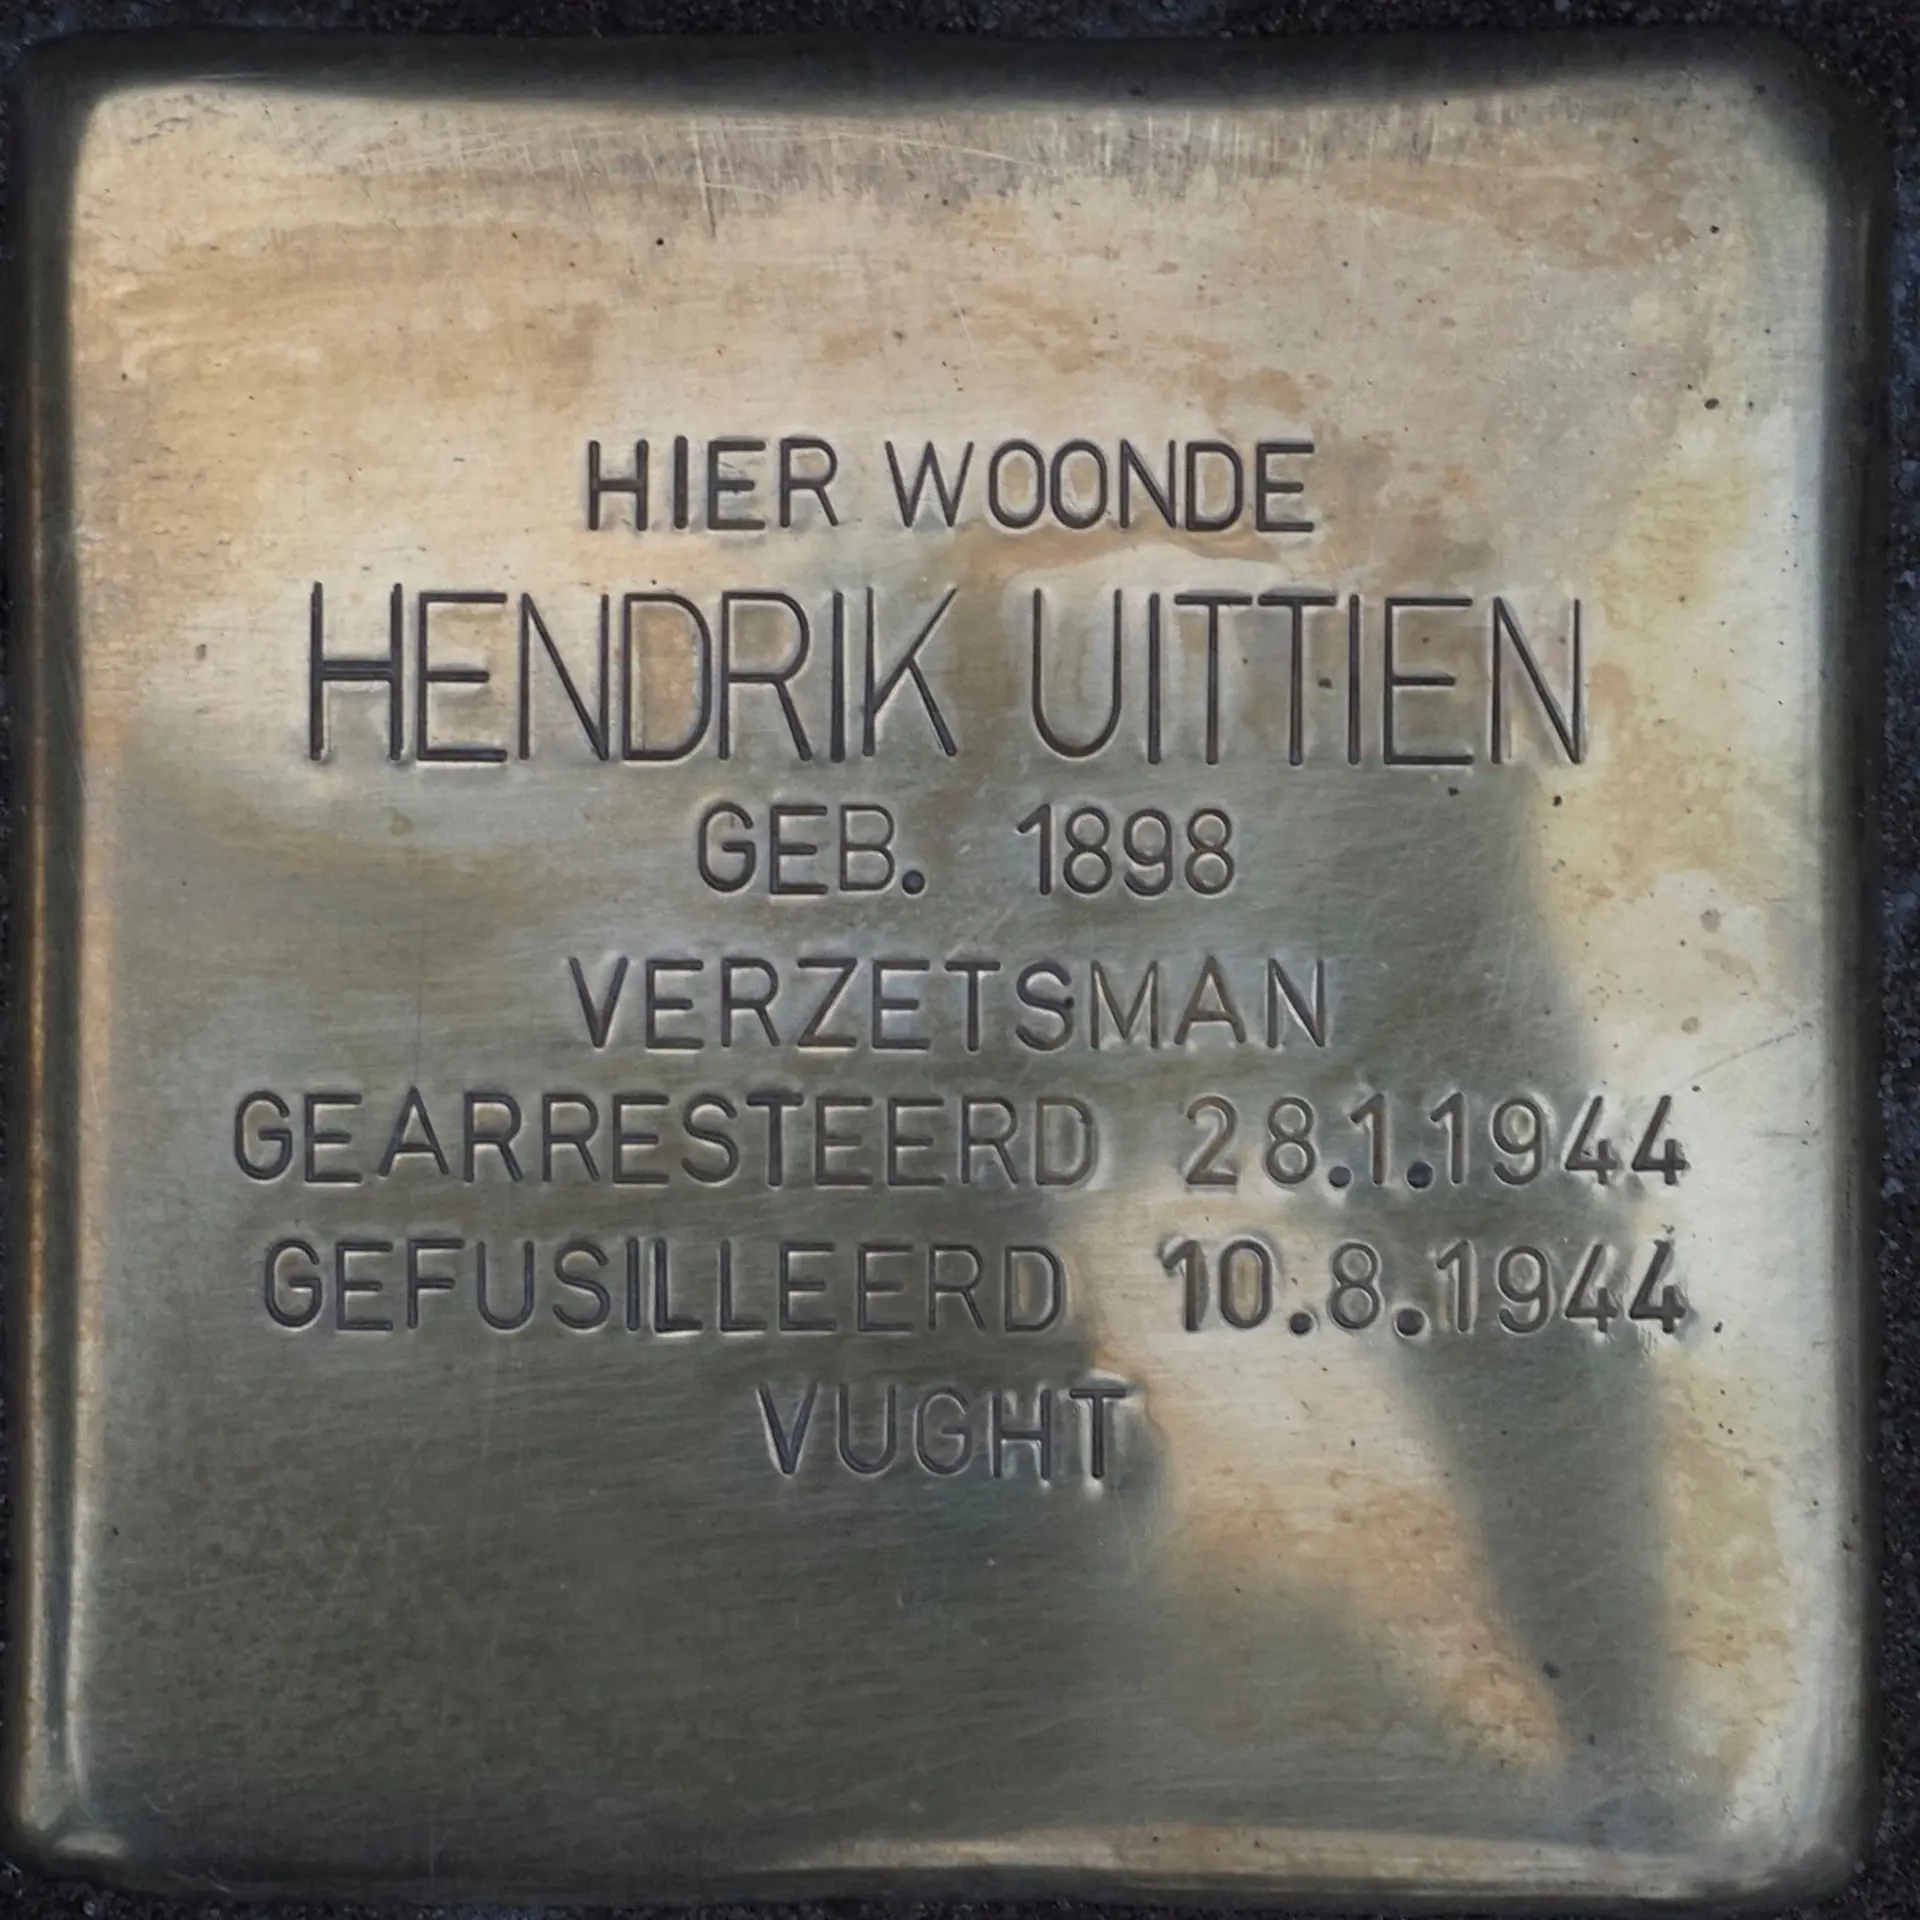 HIER WOONDE
HENDRIK UITTIEN
GEB. 1898
VERZETSMAN
GEARRESTEERD 28.1.1944
GEFUSILLEERD 10.8.1944
VUGHT